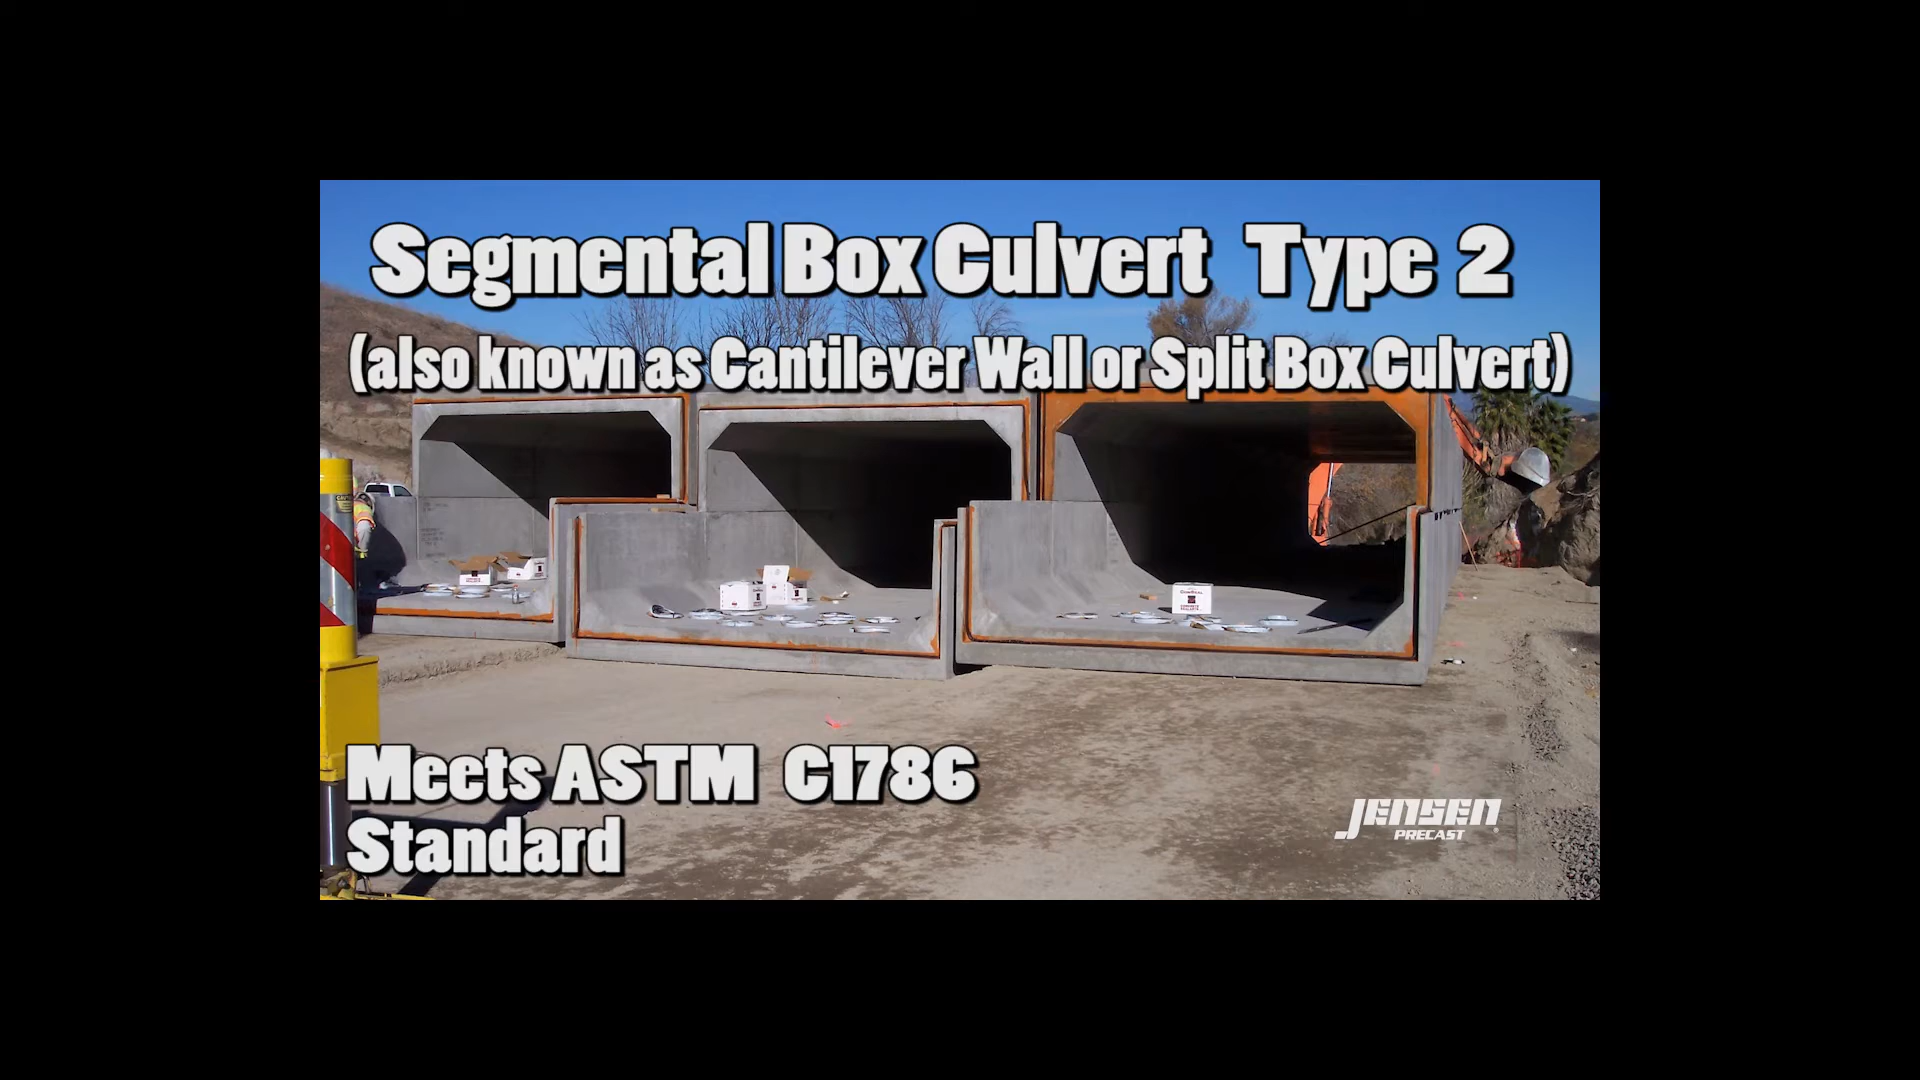 Segmental Box Culvert Type 2
(also known as Cantilever Wall or Split Box Culvert)
Meets ASTM C1786
Standard
JENSEN
PRECAST